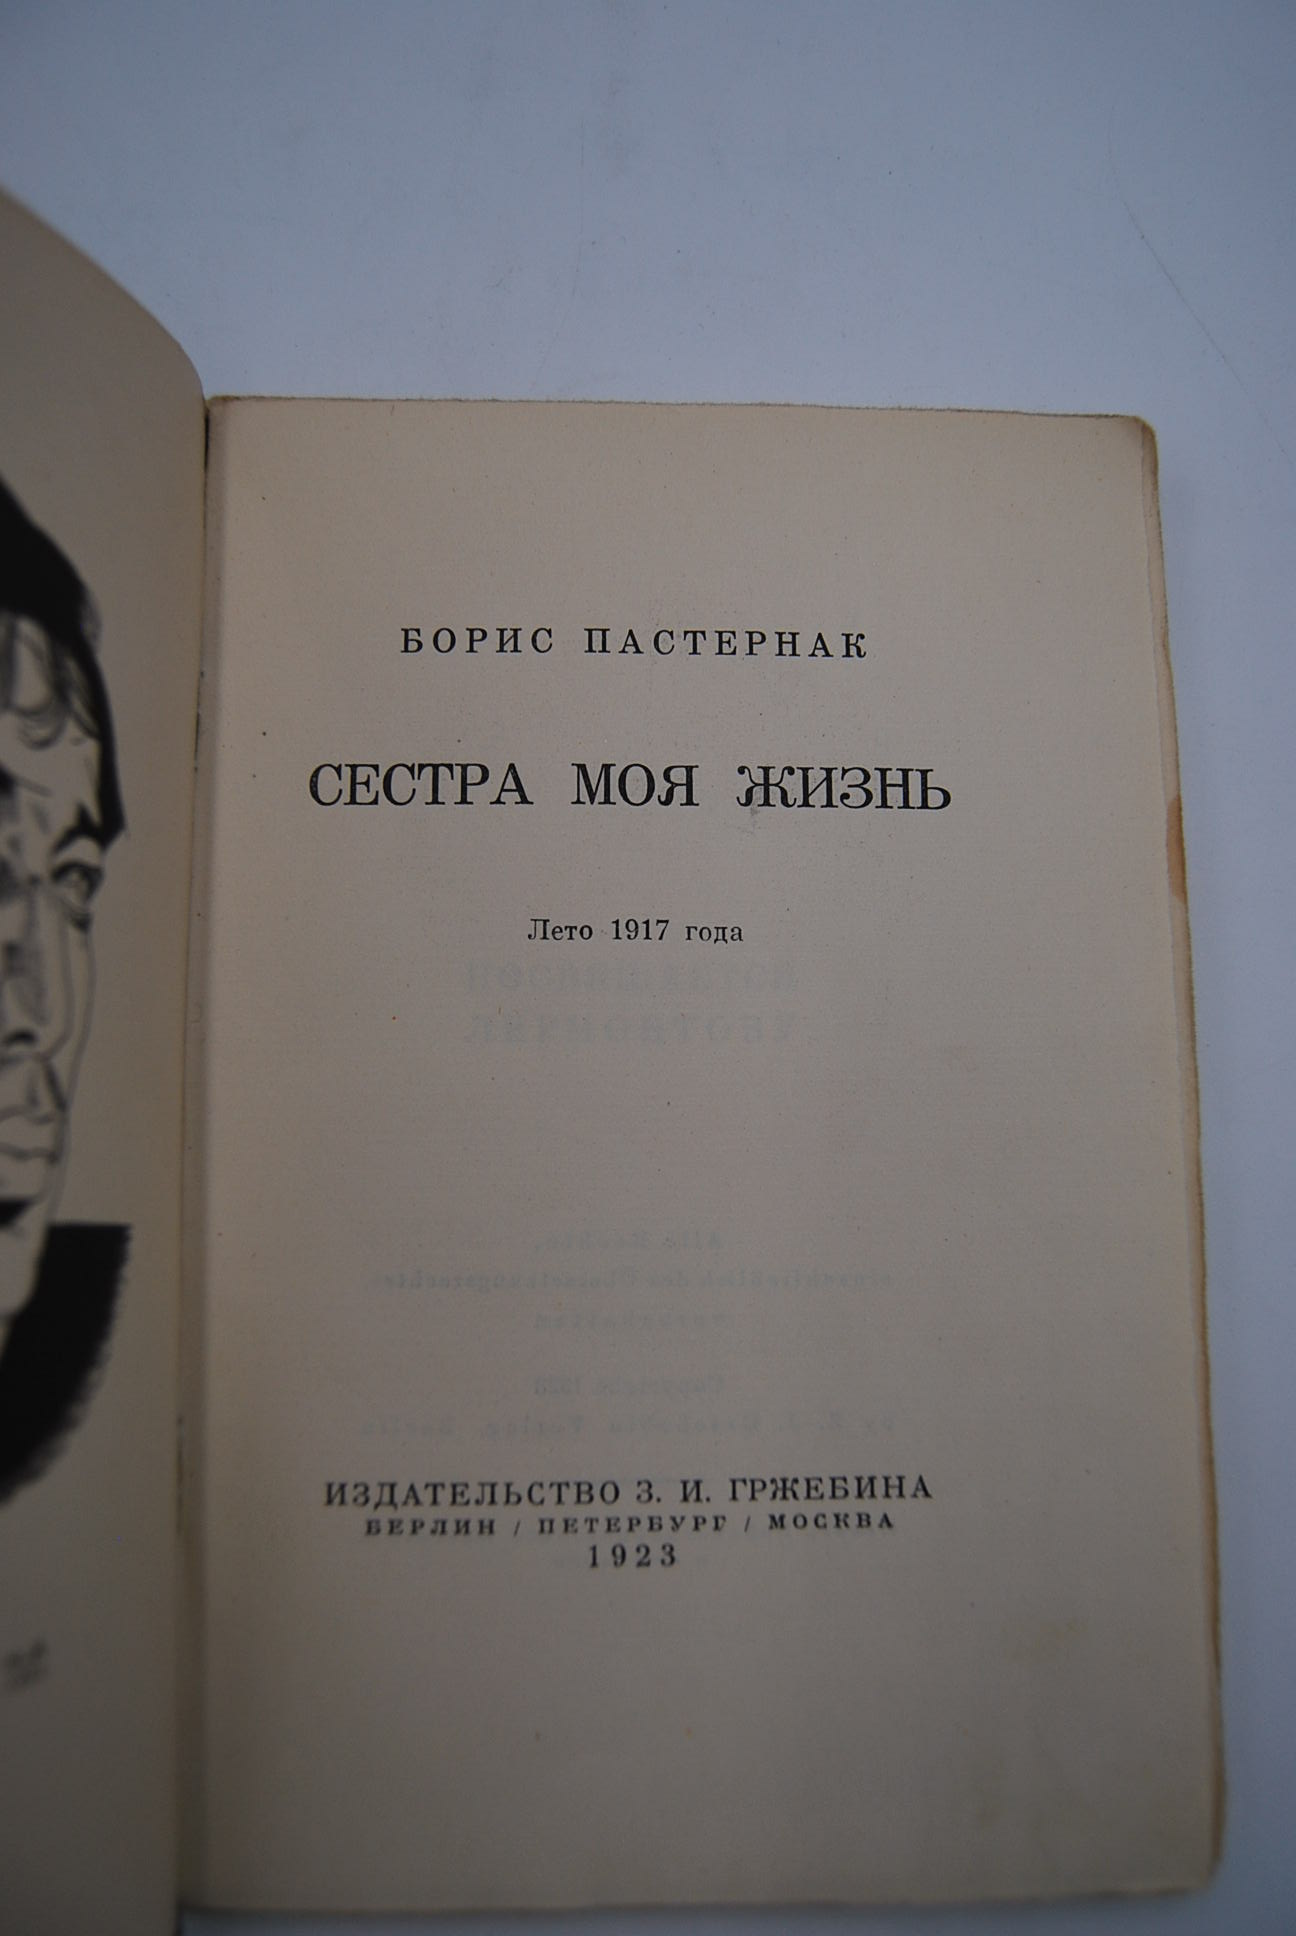 БОРИС ПАСТЕРНАК
СЕСТРА МОЯ ЖИЗНЬ
Лето 1917 года
ИЗДАТЕЛЬСТВО З. И. ГРЖЕБИНА
БЕРЛИН / ПЕТЕРБУРГ / МОСКВА
1923